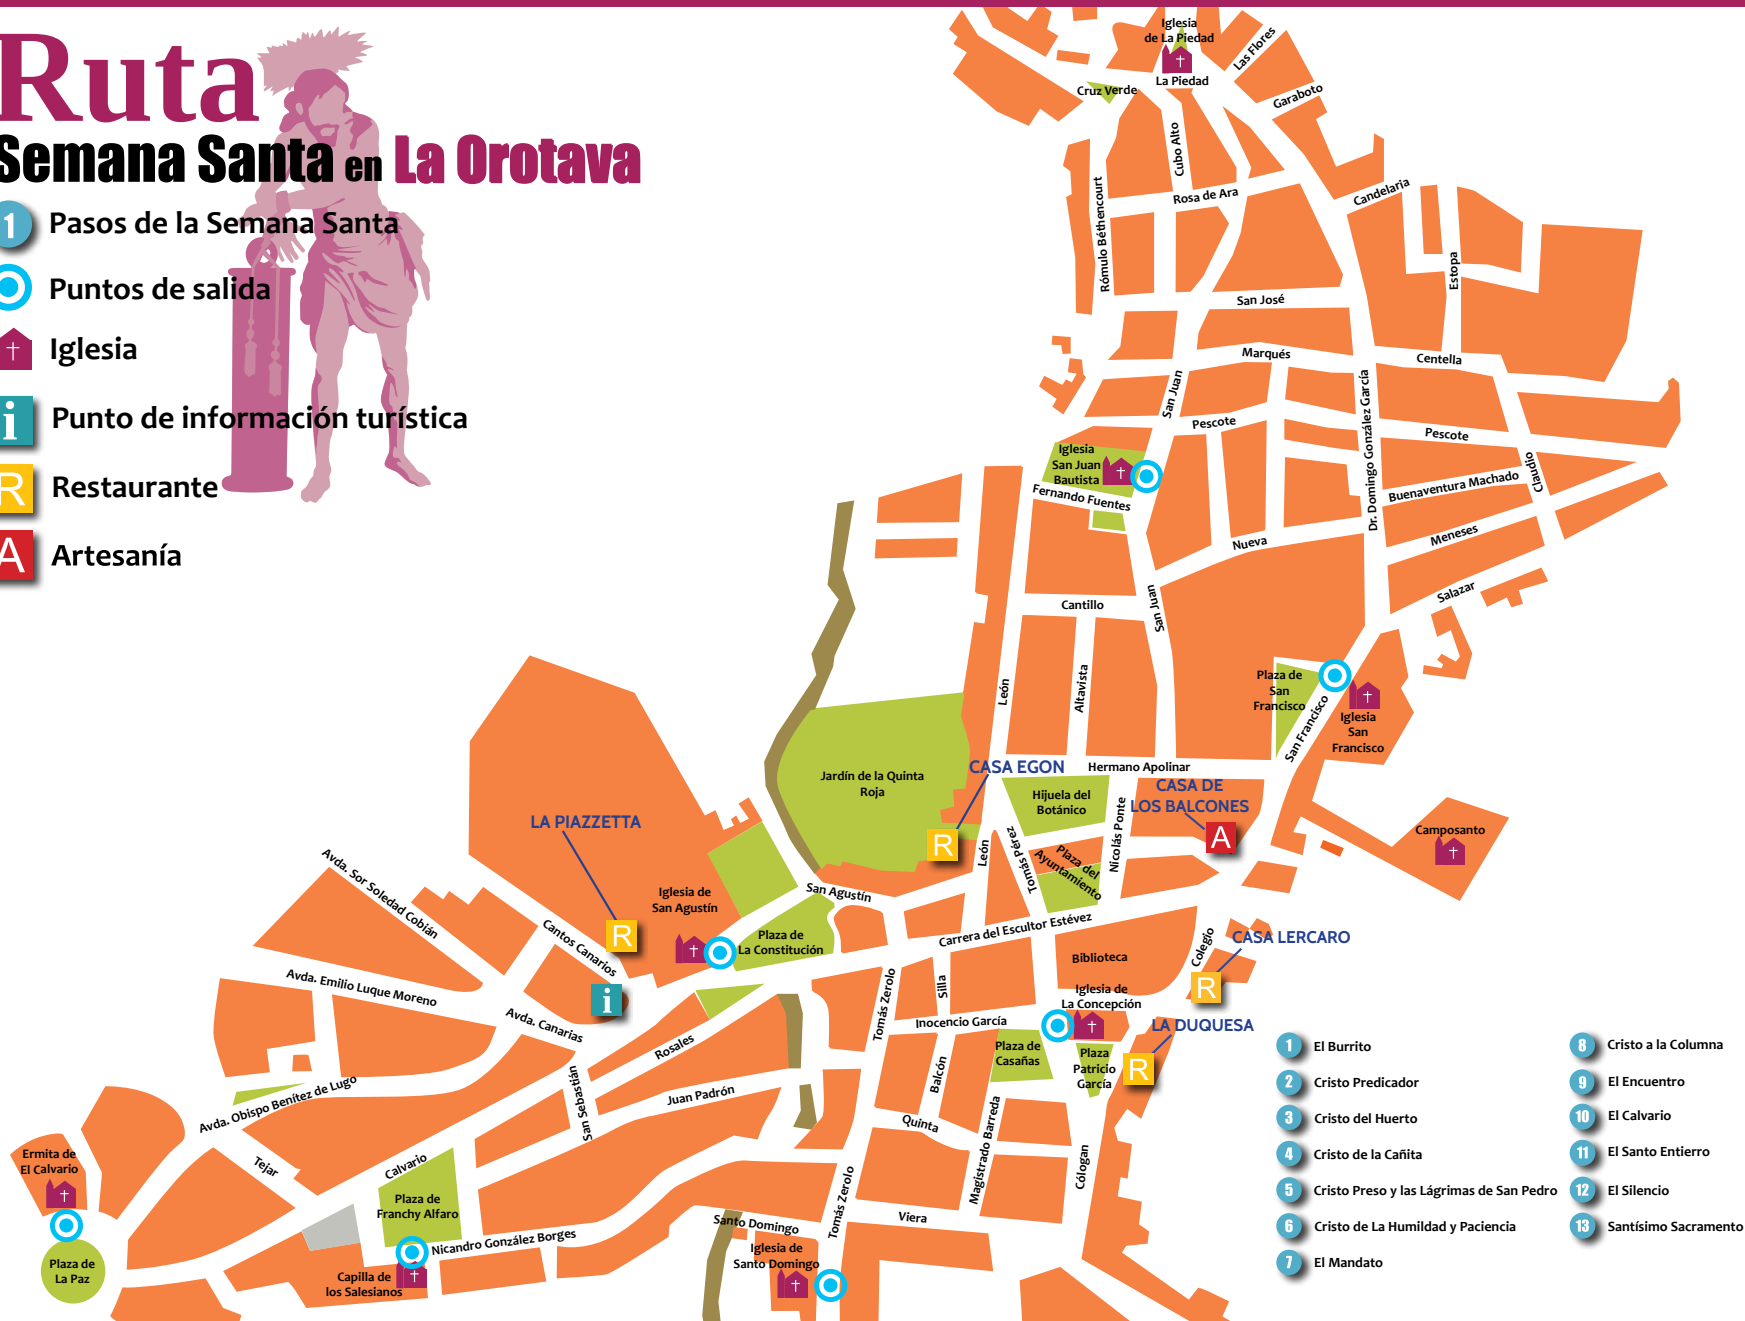 Ruta
Semana Santa en La Orotava
1 Pasos de la Semana Santa
Puntos de salida
Iglesia
i Punto de información turística
R Restaurante
A Artesanía
Iglesia
de La Piedad
La Piedad
Las Flores
Cruz Verde
Garaboto
Cubo Alto
Rosa de Ara
Candelaria
Rómulo Béthencourt
Estopa
San José
Marqués
Centella
San Juan
Dr. Domingo González García
Pescote
Pescote
Iglesia
San Juan
Bautista
Claudio
Buenaventura Machado
Fernando Fuentes
Nueva
Meneses
Salazar
Cantillo
San Juan
León
Altavista
Plaza de
San
Francisco
San Francisco
Iglesia
San
Francisco
CASA EGON
Hermano Apolinar
Jardín de la Quinta
Roja
Hijuela del
Botánico
CASA DE
LOS BALCONES
A
Nicolás Ponte
LA PIAZZETTA
R
León
Tomás Pérez
Plaza del
Ayuntamiento
Camposanto
Avda. Sor Soledad Cobián
Iglesia de
San Agustín
San Agustín
R
Cantos Canarios
Plaza de
La Constitución
Carrera del Escultor Estévez
Colegio
CASA LERCARO
R
Biblioteca
Avda. Emilio Luque Moreno
i
Tomás Zerolo
Silla
Iglesia de
La Concepción
Avda. Canarias
Inocencio García
LA DUQUESA
R
Rosales
Plaza de
Casañas
Plaza
Patricio
García
Balcón
San Sebastián
Juan Padrón
Avda. Obispo Benítez de Lugo
Quinta
Magistrado Barreda
Cólogan
Ermita de
El Calvario
Tejar
Calvario
Plaza de
Franchy Alfaro
Tomás Zerolo
Viera
Santo Domingo
Nicandro González Borges
Iglesia de
Santo Domingo
Plaza de
La Paz
Capilla de
los Salesianos
1 El Burrito
2 Cristo Predicador
3 Cristo del Huerto
4 Cristo de la Cañita
5 Cristo Preso y las Lágrimas de San Pedro
6 Cristo de La Humildad y Paciencia
7 El Mandato
8 Cristo a la Columna
9 El Encuentro
10 El Calvario
11 El Santo Entierro
12 El Silencio
13 Santísimo Sacramento